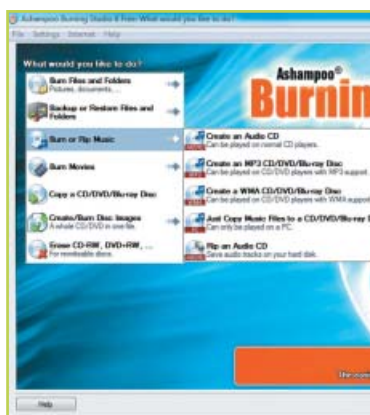 Ashampoo Burning Studio 6 Free: What would you like to do?
File Settings Internet Help
What would you like to do?
Burn Files and Folders
Pictures, documents, ...
Backup or Restore Files and
Folders
Burn or Rip Music
Burn Movies
Copy a CD/DVD/Blu-ray Disc
Create/Burn Disc Images
A whole CD/DVD in one file.
Erase CD-RW, DVD+RW, ...
For rewriteable discs.
Ashampoo®
Burnin
Create an Audio CD
Can be played on normal CD players.
Create an MP3 CD/DVD/Blu-ray Disc
Can be played on CD/DVD players with MP3 support.
Create a WMA CD/DVD/Blu-ray Disc
Can be played on CD/DVD players with WMA support
Just Copy Music Files to a CD/DVD/Blu-ray D
Can only be played on a PC.
Rip an Audio CD
Save audio tracks on your hard disk.
Help